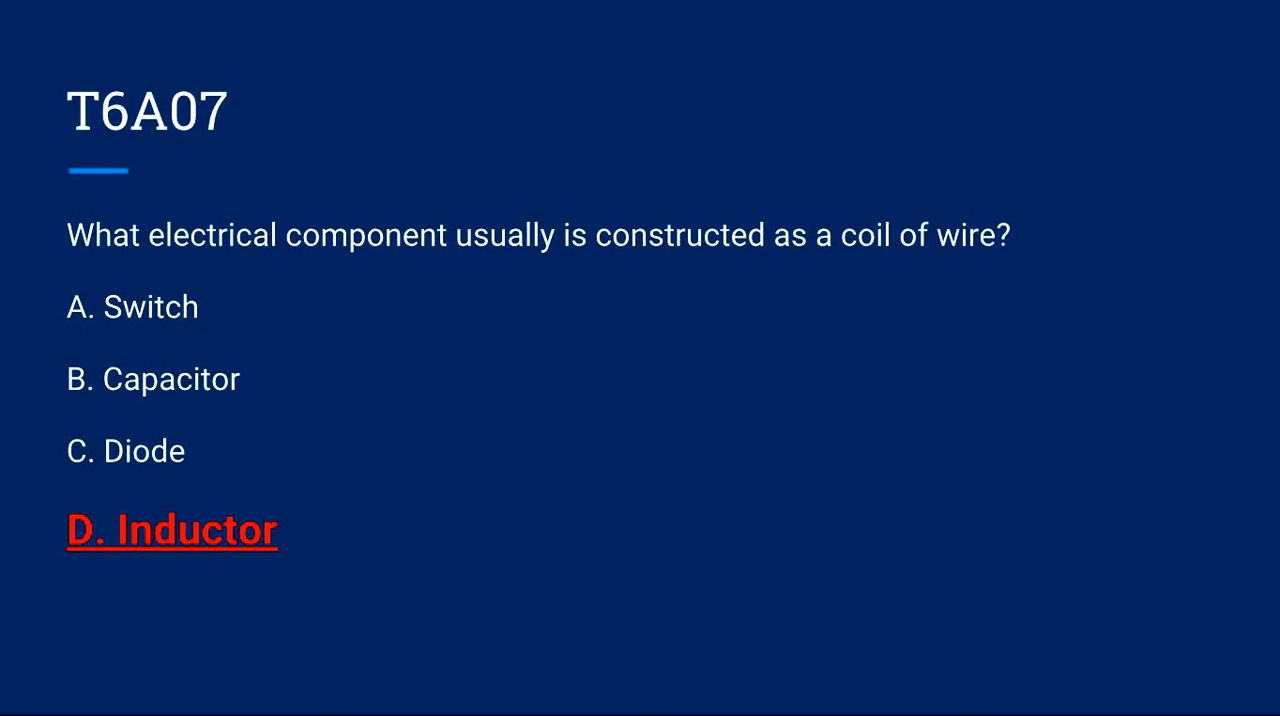 T6A07
What electrical component usually is constructed as a coil of wire?
A. Switch
B. Capacitor
C. Diode
D. Inductor